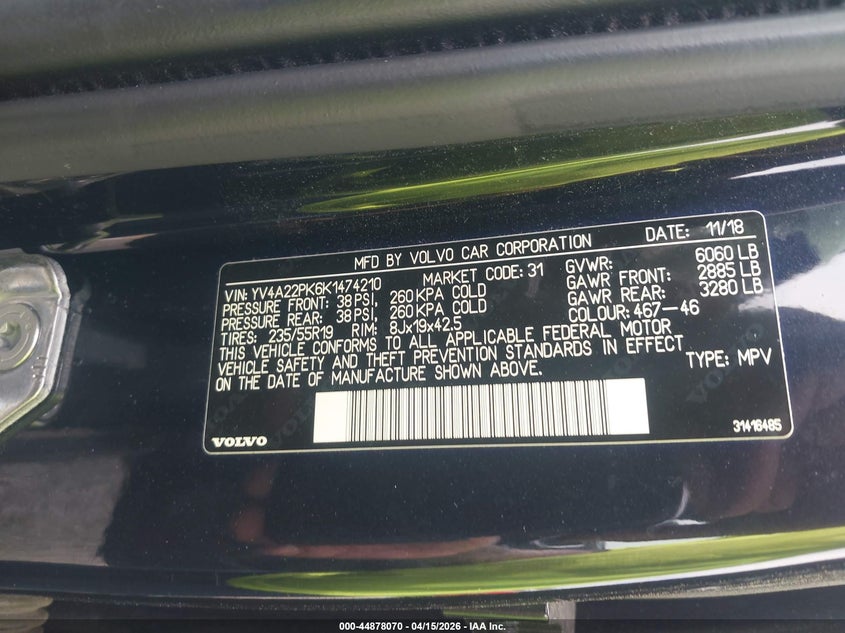 MFD BY VOLVO CAR CORPORATION DATE: 11/18
VIN: YV4A22PK6K1474210 MARKET CODE: 31 GVWR: 6060 LB
PRESSURE FRONT: 38 PSI, 260 KPA COLD GAWR FRONT: 2885 LB
PRESSURE REAR: 38 PSI, 260 KPA COLD GAWR REAR: 3280 LB
TIRES: 235/55R19 RIM: 8Jx19x42.5 COLOUR: 467-46
THIS VEHICLE CONFORMS TO ALL APPLICABLE FEDERAL MOTOR
VEHICLE SAFETY AND THEFT PREVENTION STANDARDS IN EFFECT
ON THE DATE OF MANUFACTURE SHOWN ABOVE. TYPE: MPV
VOLVO 31416485
000-44878070 - 04/15/2026 - IAA Inc.